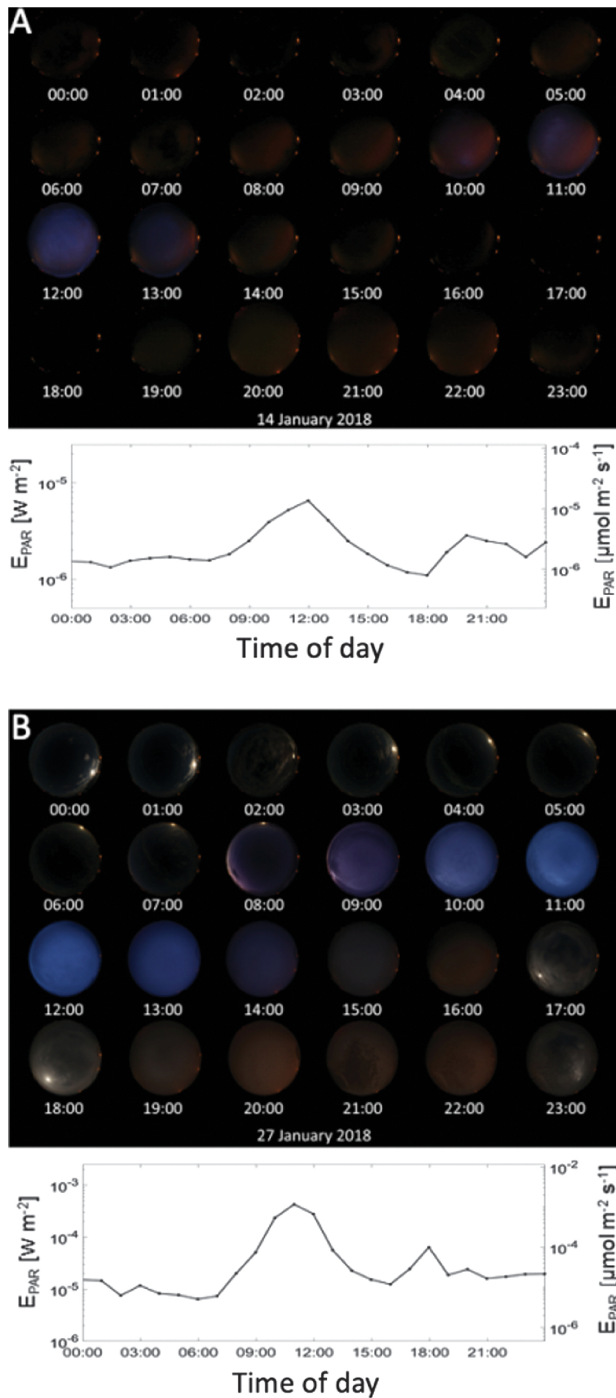 A
00:00 01:00 02:00 03:00 04:00 05:00
06:00 07:00 08:00 09:00 10:00 11:00
12:00 13:00 14:00 15:00 16:00 17:00
18:00 19:00 20:00 21:00 22:00 23:00
14 January 2018
E_PAR [W m⁻²]
10⁻⁵
10⁻⁶
10⁻⁴
10⁻⁵
10⁻⁶
E_PAR [µmol m⁻² s⁻¹]
00:00 03:00 06:00 09:00 12:00 15:00 18:00 21:00
Time of day
B
00:00 01:00 02:00 03:00 04:00 05:00
06:00 07:00 08:00 09:00 10:00 11:00
12:00 13:00 14:00 15:00 16:00 17:00
18:00 19:00 20:00 21:00 22:00 23:00
27 January 2018
E_PAR [W m⁻²]
10⁻³
10⁻⁴
10⁻⁵
10⁻⁶
10⁻²
10⁻⁴
10⁻⁶
E_PAR [µmol m⁻² s⁻¹]
00:00 03:00 06:00 09:00 12:00 15:00 18:00 21:00
Time of day